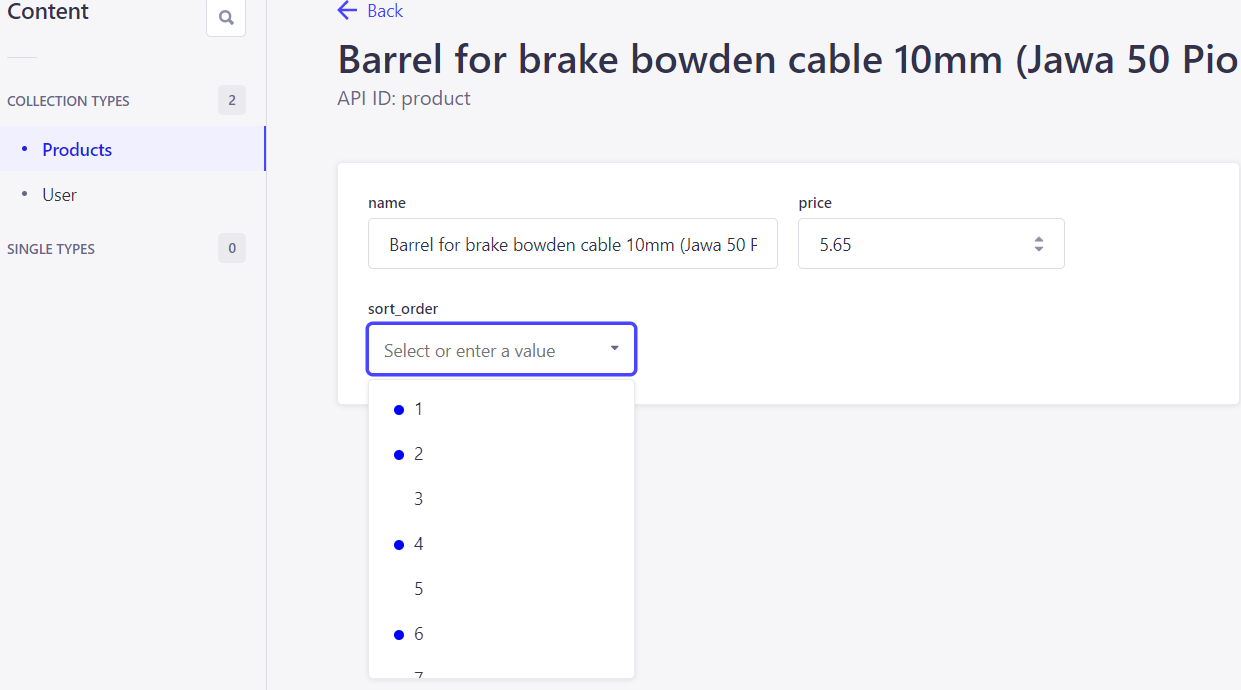 Content
COLLECTION TYPES 2
Products
User
SINGLE TYPES 0
Back
Barrel for brake bowden cable 10mm (Jawa 50 Pio
API ID: product
name
Barrel for brake bowden cable 10mm (Jawa 50 P
price
5.65
sort_order
Select or enter a value
1
2
3
4
5
6
7